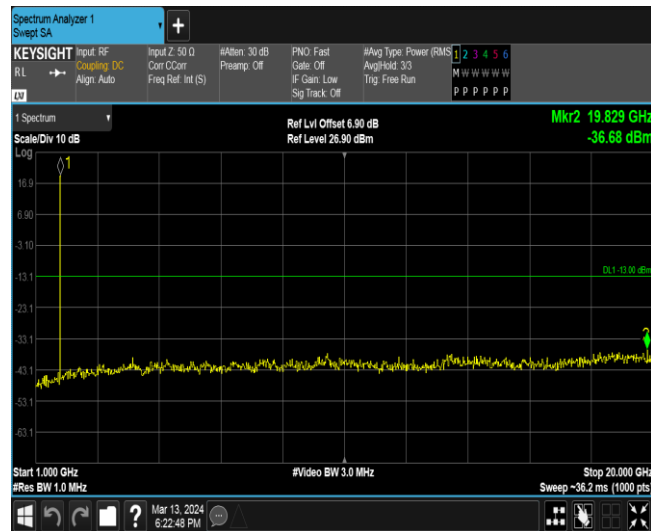 Spectrum Analyzer 1
Swept SA
+
KEYSIGHT
RL
LXI
Input: RF
Coupling: DC
Align: Auto
Input Z: 50 Ω
Corr CCorr
Freq Ref: Int (S)
#Atten: 30 dB
Preamp: Off
PNO: Fast
Gate: Off
IF Gain: Low
Sig Track: Off
#Avg Type: Power (RMS
Avg|Hold: 3/3
Trig: Free Run
1 2 3 4 5 6
M W W W W W
P P P P P P
1 Spectrum
Scale/Div 10 dB
Log
Ref Lvl Offset 6.90 dB
Ref Level 26.90 dBm
Mkr2 19.829 GHz
-36.68 dBm
1
16.9
6.90
-3.10
-13.1
DL1 -13.00 dBm
-23.1
-33.1
2
-43.1
-53.1
-63.1
Start 1.000 GHz
#Res BW 1.0 MHz
#Video BW 3.0 MHz
Stop 20.000 GHz
Sweep ~36.2 ms (1000 pts)
?
Mar 13, 2024
6:22:48 PM